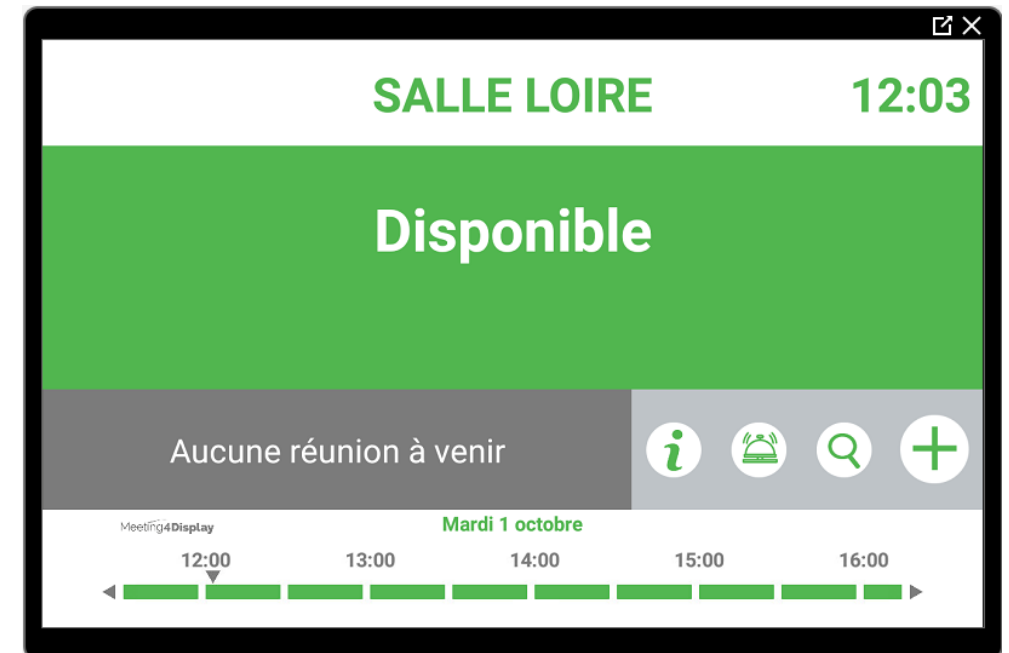 SALLE LOIRE 12:03
Disponible
Aucune réunion à venir
Meeting4Display
Mardi 1 octobre
12:00 13:00 14:00 15:00 16:00